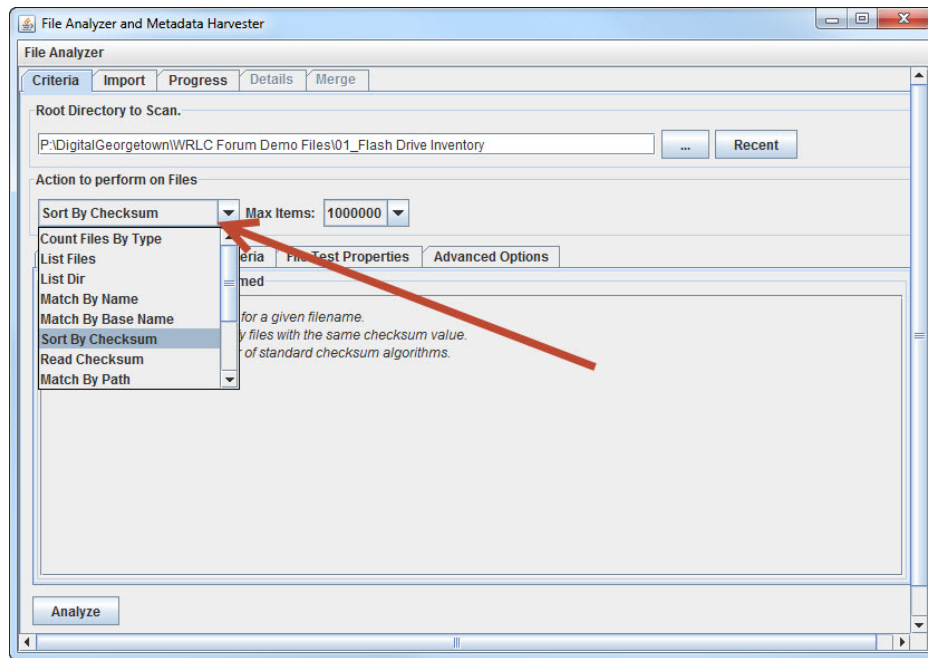 File Analyzer and Metadata Harvester
File Analyzer
Criteria Import Progress Details Merge
Root Directory to Scan.
P:\DigitalGeorgetown\WRLC Forum Demo Files\01_Flash Drive Inventory ... Recent
Action to perform on Files
Sort By Checksum Max Items: 1000000
Count Files By Type
List Files
List Dir
Match By Name
Match By Base Name
Sort By Checksum
Read Checksum
Match By Path
eria File Test Properties Advanced Options
med
for a given filename.
y files with the same checksum value.
r of standard checksum algorithms.
Analyze